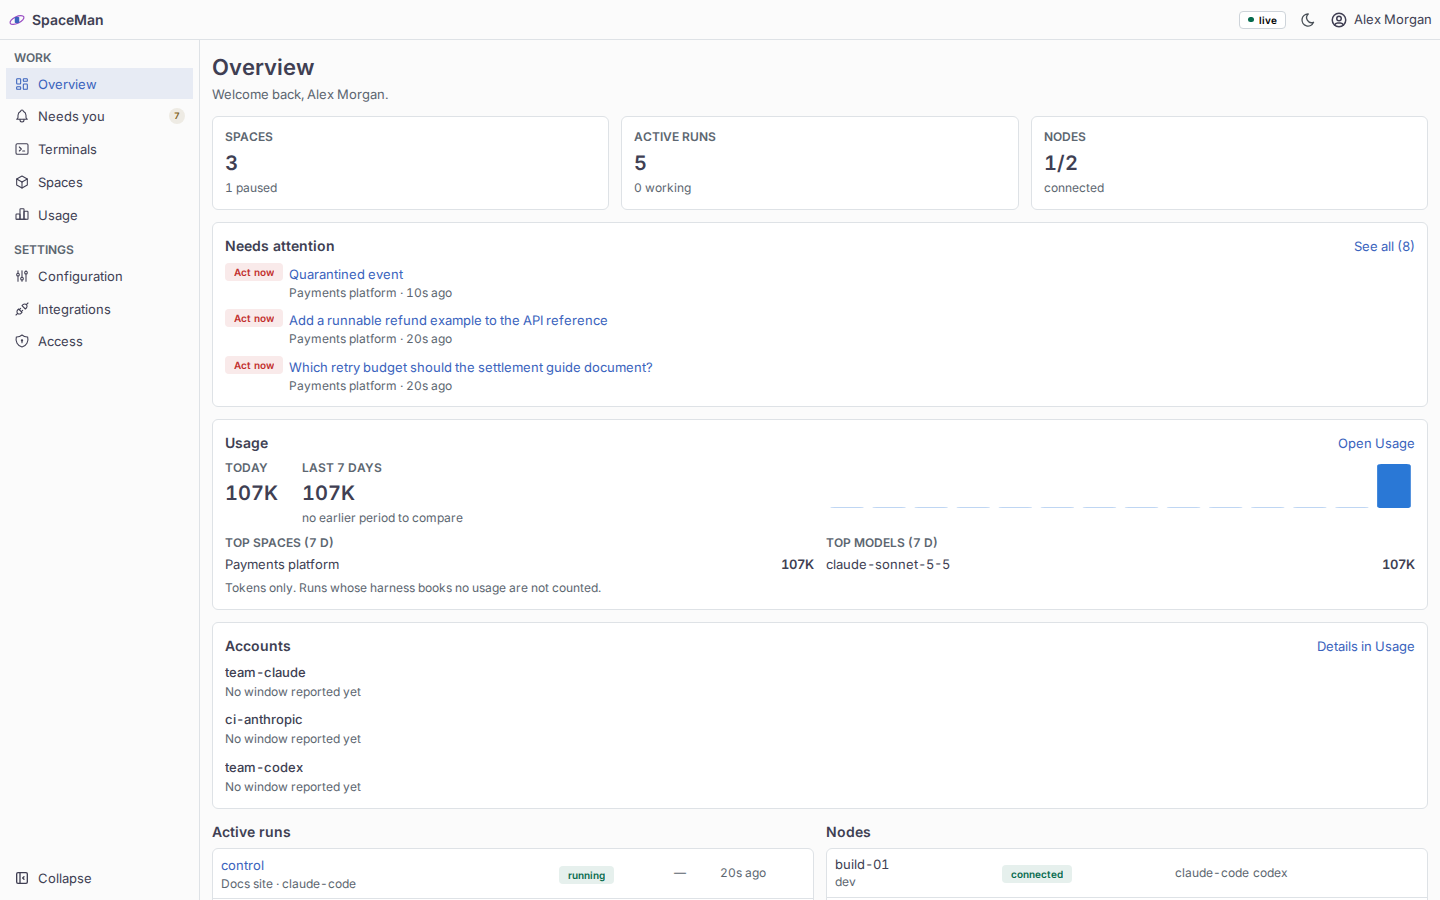 SpaceMan
live
Alex Morgan
WORK
Overview
Needs you
7
Terminals
Spaces
Usage
SETTINGS
Configuration
Integrations
Access
Collapse
Overview
Welcome back, Alex Morgan.
SPACES
3
1 paused
ACTIVE RUNS
5
0 working
NODES
1/2
connected
Needs attention
See all (8)
Act now
Quarantined event
Payments platform · 10s ago
Act now
Add a runnable refund example to the API reference
Payments platform · 20s ago
Act now
Which retry budget should the settlement guide document?
Payments platform · 20s ago
Usage
Open Usage
TODAY
107K
LAST 7 DAYS
107K
no earlier period to compare
TOP SPACES (7 D)
Payments platform 107K
TOP MODELS (7 D)
claude-sonnet-5-5 107K
Tokens only. Runs whose harness books no usage are not counted.
Accounts
Details in Usage
team-claude
No window reported yet
ci-anthropic
No window reported yet
team-codex
No window reported yet
Active runs
control
Docs site · claude-code
running
—
20s ago
Nodes
build-01
dev
connected
claude-code codex